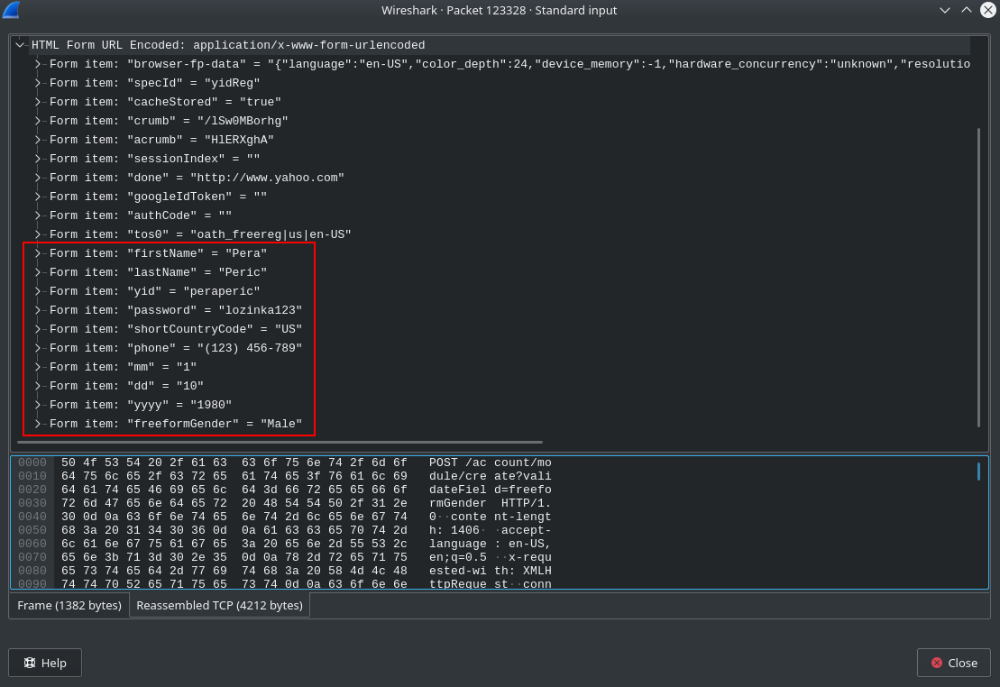 Wireshark · Packet 123328 · Standard input
HTML Form URL Encoded: application/x-www-form-urlencoded
Form item: "browser-fp-data" = "{"language":"en-US","color_depth":24,"device_memory":-1,"hardware_concurrency":"unknown","resolutio
Form item: "specId" = "yidReg"
Form item: "cacheStored" = "true"
Form item: "crumb" = "/lSw0MBorhg"
Form item: "acrumb" = "HlERXghA"
Form item: "sessionIndex" = ""
Form item: "done" = "http://www.yahoo.com"
Form item: "googleIdToken" = ""
Form item: "authCode" = ""
Form item: "tos0" = "oath_freereg|us|en-US"
Form item: "firstName" = "Pera"
Form item: "lastName" = "Peric"
Form item: "yid" = "peraperic"
Form item: "password" = "lozinka123"
Form item: "shortCountryCode" = "US"
Form item: "phone" = "(123) 456-789"
Form item: "mm" = "1"
Form item: "dd" = "10"
Form item: "yyyy" = "1980"
Form item: "freeformGender" = "Male"
0000 50 4f 53 54 20 2f 61 63 63 6f 75 6e 74 2f 6d 6f POST /ac count/mo
0010 64 75 6c 65 2f 63 72 65 61 74 65 3f 76 61 6c 69 dule/cre ate?vali
0020 64 61 74 65 46 69 65 6c 64 3d 66 72 65 65 66 6f dateFiel d=freefo
0030 72 6d 47 65 6e 64 65 72 20 48 54 54 50 2f 31 2e rmGender HTTP/1.
0040 30 0d 0a 63 6f 6e 74 65 6e 74 2d 6c 65 6e 67 74 0··conte nt-lengt
0050 68 3a 20 31 34 30 36 0d 0a 61 63 63 65 70 74 2d h: 1406· ·accept-
0060 6c 61 6e 67 75 61 67 65 3a 20 65 6e 2d 55 53 2c language : en-US,
0070 65 6e 3b 71 3d 30 2e 35 0d 0a 78 2d 72 65 71 75 en;q=0.5 ··x-requ
0080 65 73 74 65 64 2d 77 69 74 68 3a 20 58 4d 4c 48 ested-wi th: XMLH
0090 74 74 70 52 65 71 75 65 73 74 0d 0a 63 6f 6e 6e ttpReque st··conn
Frame (1382 bytes)
Reassembled TCP (4212 bytes)
Help
Close